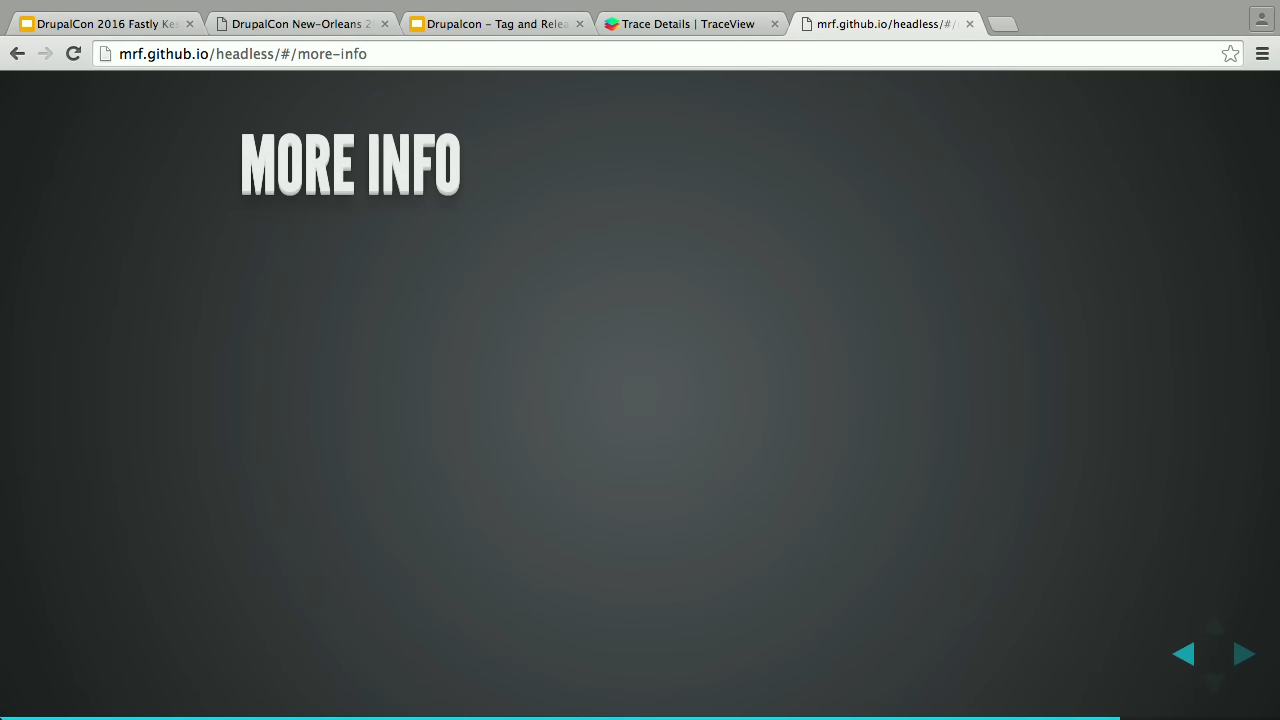 DrupalCon 2016 Fastly Ke
DrupalCon New-Orleans 2
Drupalcon – Tag and Relea
Trace Details | TraceView
mrf.github.io/headless/#/
mrf.github.io/headless/#/more-info
MORE INFO